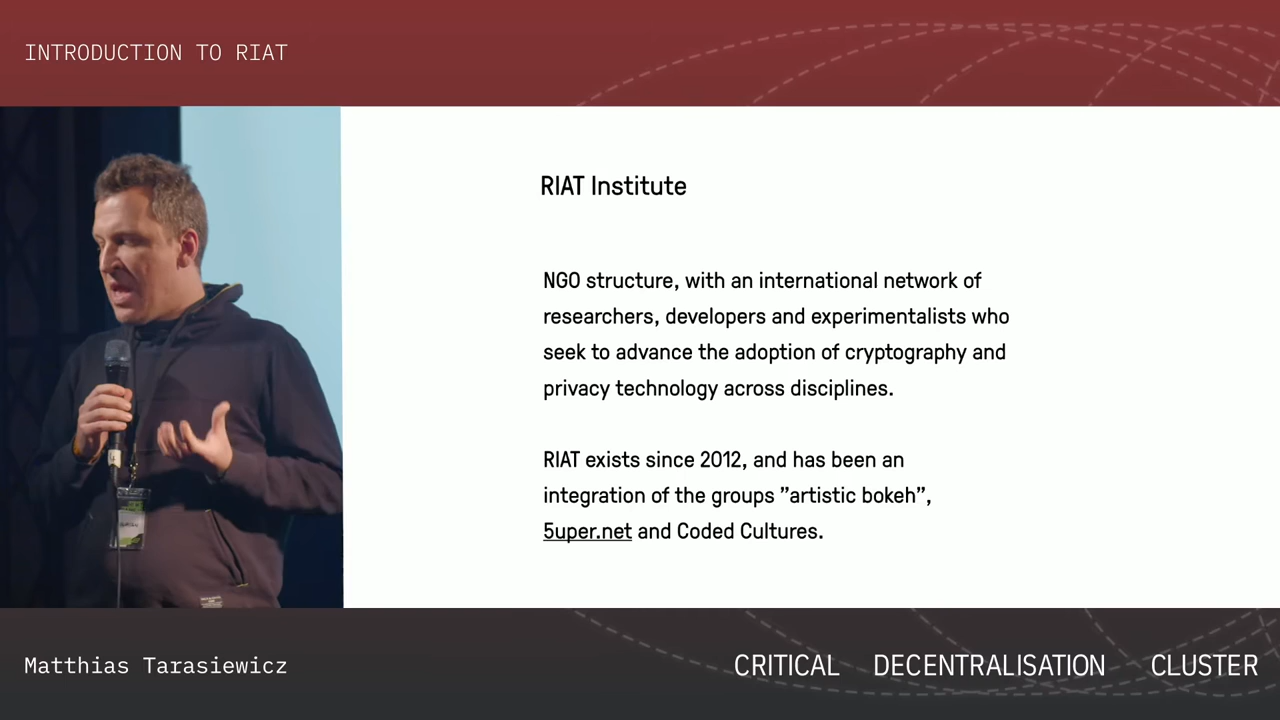 INTRODUCTION TO RIAT
RIAT Institute
NGO structure, with an international network of
researchers, developers and experimentalists who
seek to advance the adoption of cryptography and
privacy technology across disciplines.
RIAT exists since 2012, and has been an
integration of the groups ”artistic bokeh”,
5uper.net and Coded Cultures.
Matthias Tarasiewicz
CRITICAL DECENTRALISATION CLUSTER